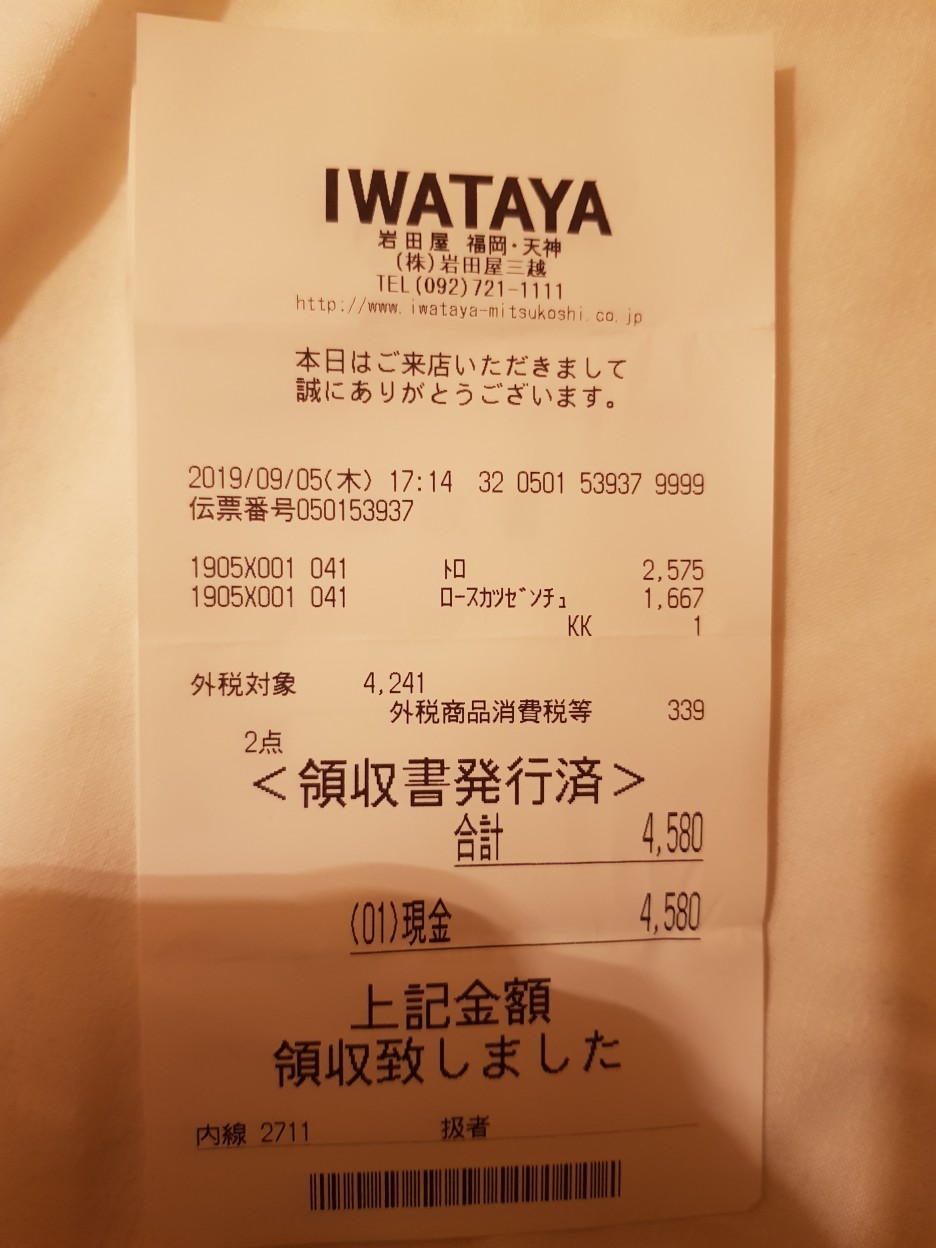 IWATAYA
岩田屋 福岡・天神
(株)岩田屋三越
TEL(092)721-1111
http://www.iwataya-mitsukoshi.co.jp
本日はご来店いただきまして
誠にありがとうございます。
2019/09/05(木) 17:14 32 0501 53937 9999
伝票番号050153937
1905X001 041 ﾄﾛ 2,575
1905X001 041 ﾛｰｽｶﾂｾﾞﾝﾁｭ 1,667
KK 1
外税対象 4,241
外税商品消費税等 339
2点
<領収書発行済>
合計 4,580
(01)現金 4,580
上記金額
領収致しました
内線 2711 扱者